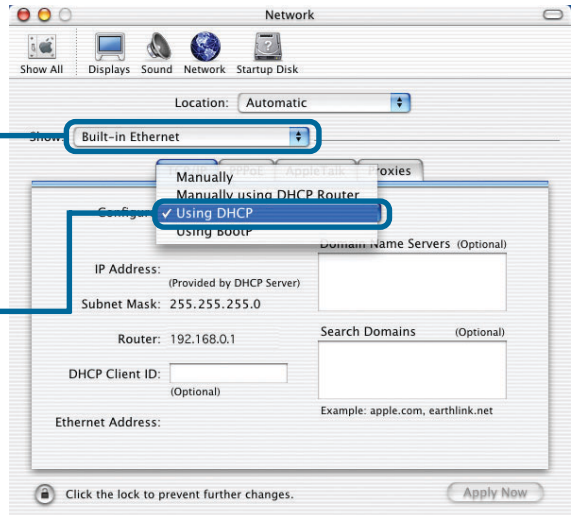 Network
Show All Displays Sound Network Startup Disk
Location: Automatic
Show: Built-in Ethernet
PPPoE AppleTalk Proxies
Manually
Manually using DHCP Router
Configure: ✓ Using DHCP
Using BootP
Domain Name Servers (Optional)
IP Address:
(Provided by DHCP Server)
Subnet Mask: 255.255.255.0
Router: 192.168.0.1
Search Domains (Optional)
DHCP Client ID:
(Optional)
Example: apple.com, earthlink.net
Ethernet Address:
Click the lock to prevent further changes.
Apply Now